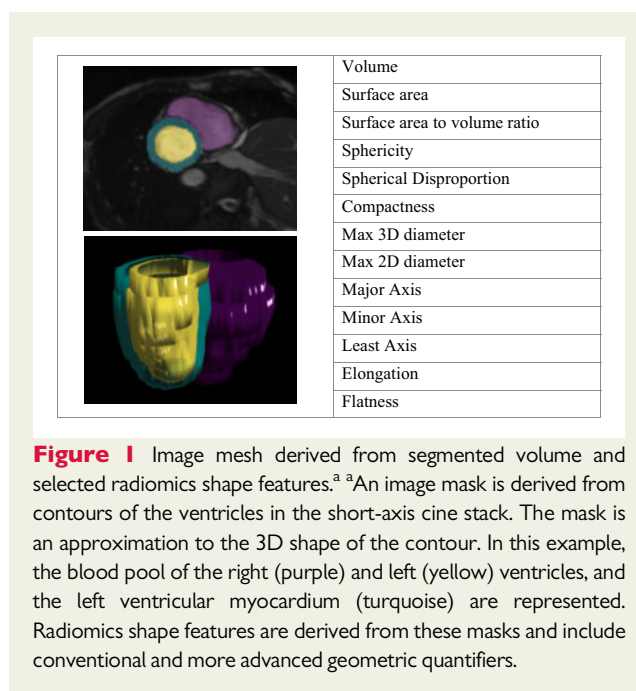 Volume
Surface area
Surface area to volume ratio
Sphericity
Spherical Disproportion
Compactness
Max 3D diameter
Max 2D diameter
Major Axis
Minor Axis
Least Axis
Elongation
Flatness
Figure 1 Image mesh derived from segmented volume and
selected radiomics shape features.ᵃ ᵃAn image mask is derived from
contours of the ventricles in the short-axis cine stack. The mask is
an approximation to the 3D shape of the contour. In this example,
the blood pool of the right (purple) and left (yellow) ventricles, and
the left ventricular myocardium (turquoise) are represented.
Radiomics shape features are derived from these masks and include
conventional and more advanced geometric quantifiers.